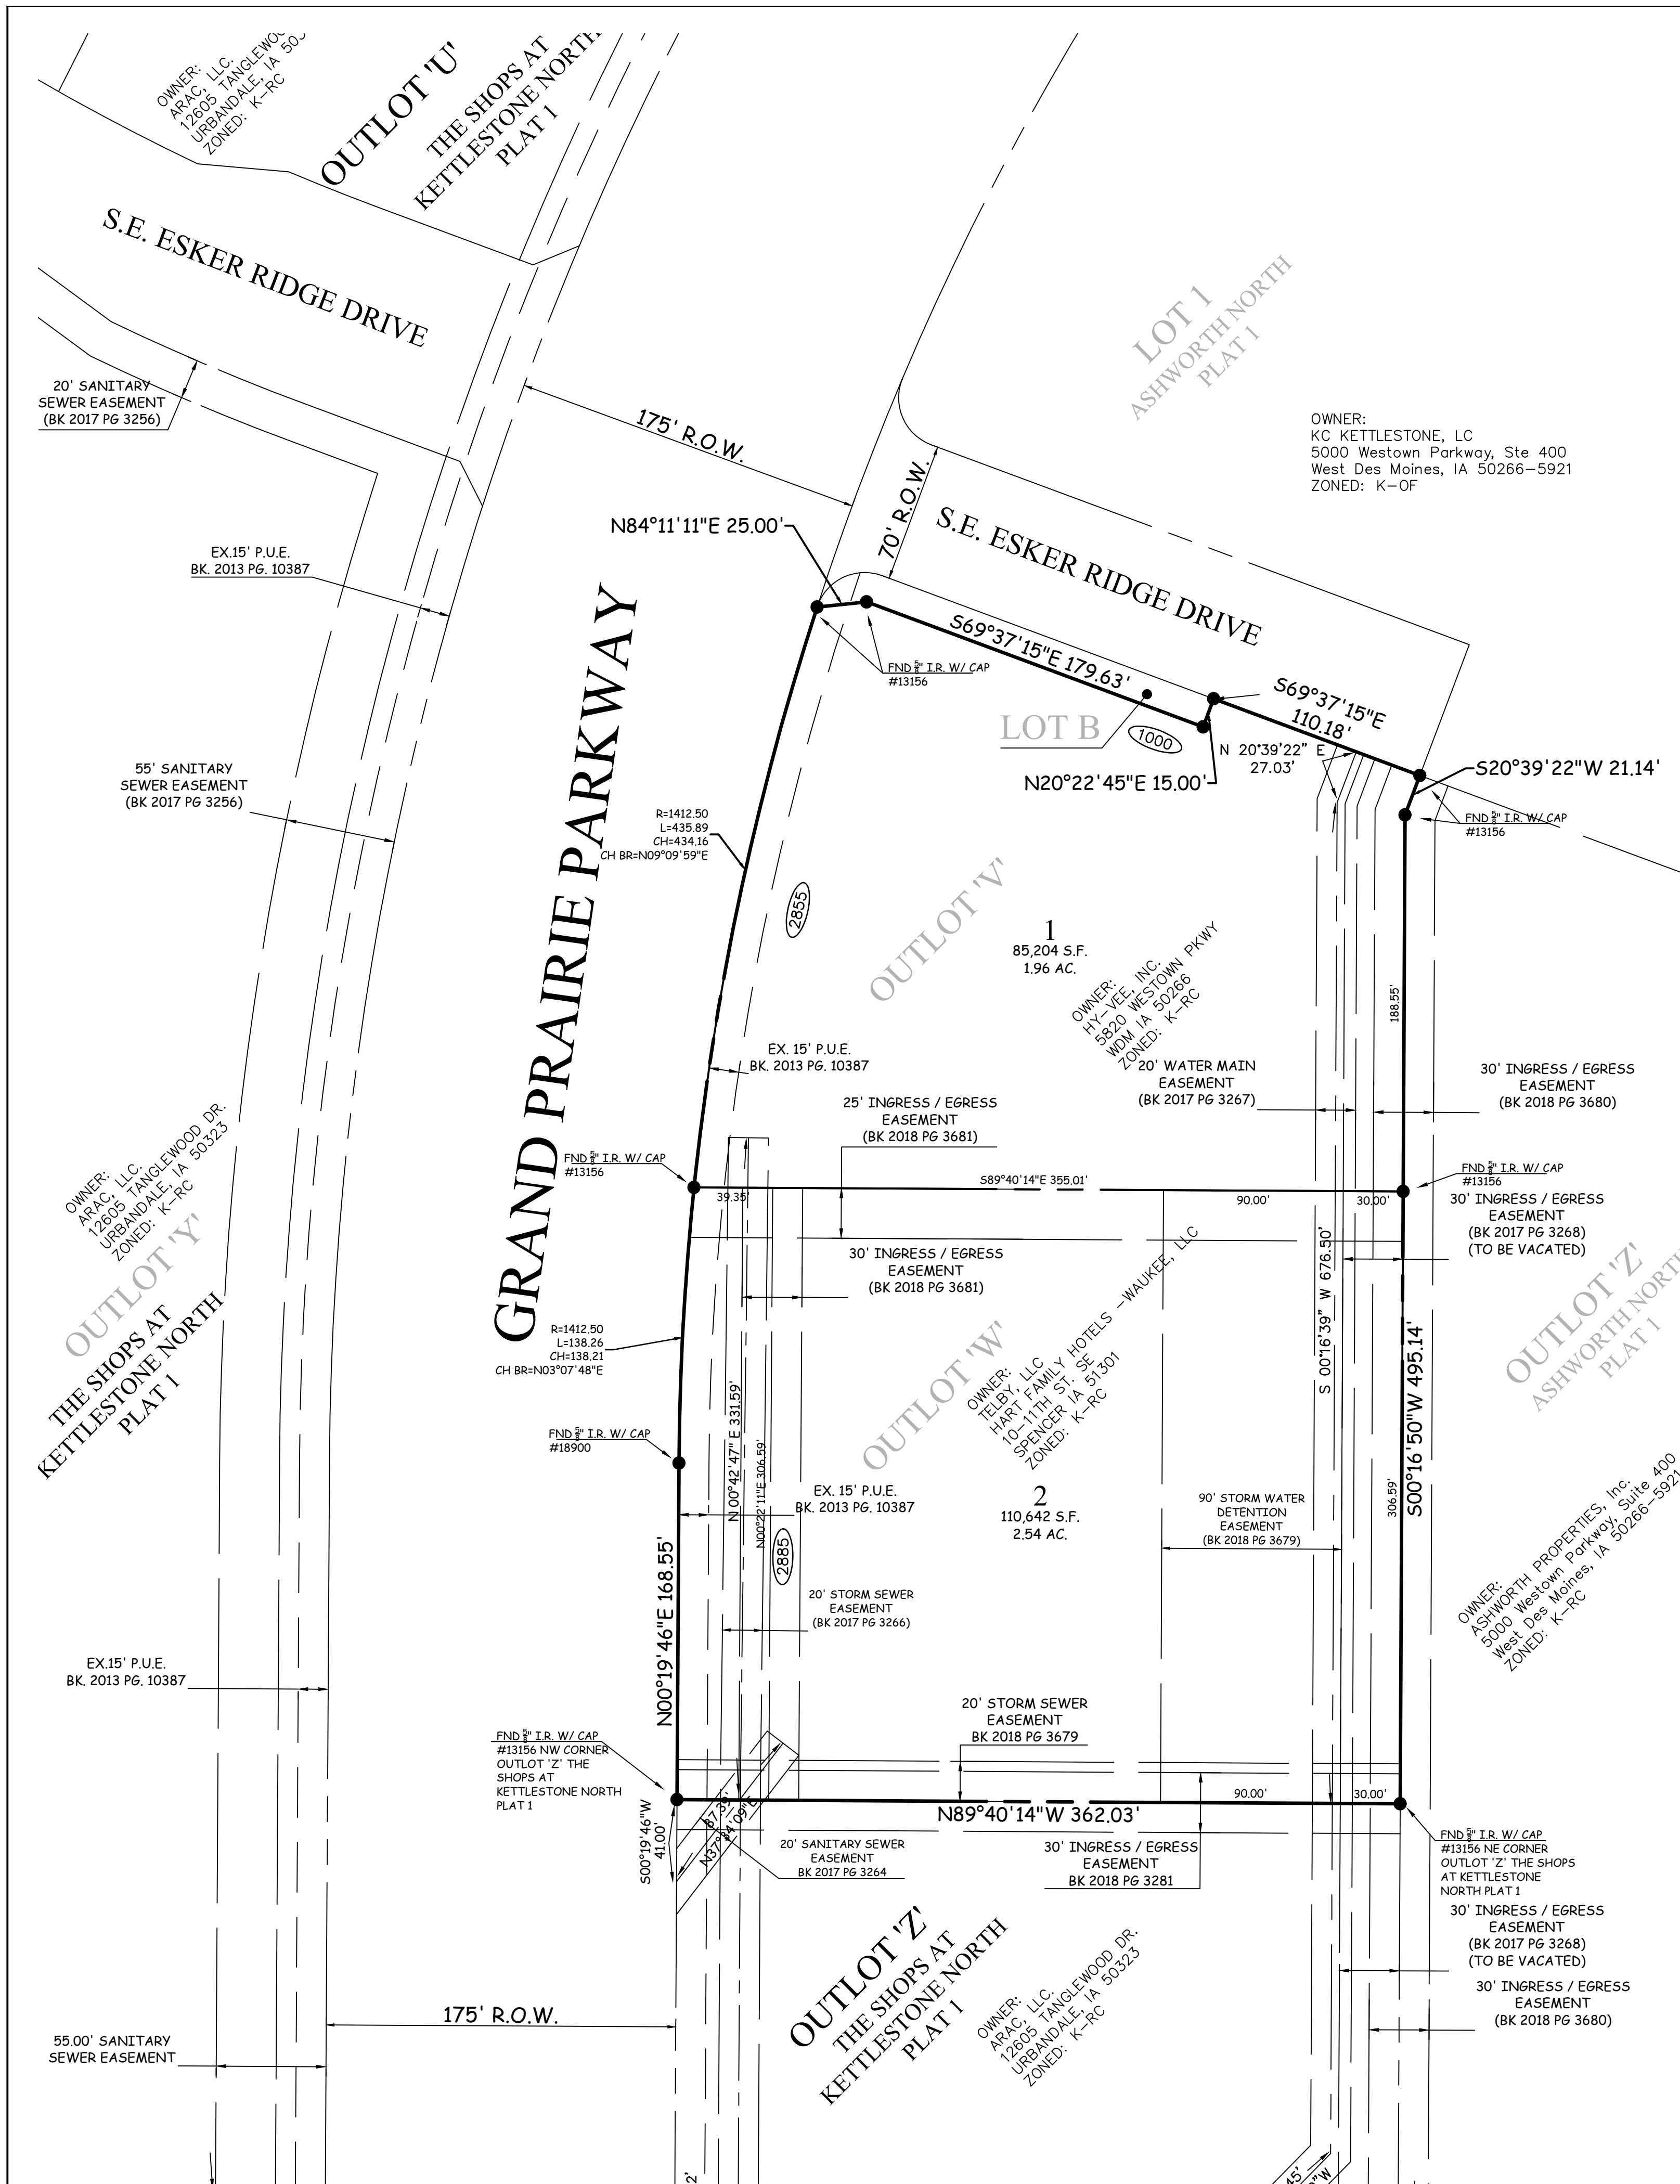 OWNER:
ARAC, LLC.
12605
URBANDALE, IA
ZONED: K-RC
OUTLOT 'U'
THE SHOPS AT
KETTLESTONE NORTH
PLAT 1
S.E. ESKER RIDGE DRIVE
20' SANITARY
SEWER EASEMENT
(BK 2017 PG 3256)
175' R.O.W.
70' R.O.W.
LOT 1
ASHWORTH NORTH
PLAT 1
OWNER:
KC KETTLESTONE, LC
5000 Westown Parkway, Ste 400
West Des Moines, IA 50266-5921
ZONED: K-OF
N84°11'11"E 25.00'
S.E. ESKER RIDGE DRIVE
EX.15' P.U.E.
BK. 2013 PG. 10387
S69°37'15"E 179.63'
FND 5/8" I.R. W/ CAP
#13156
S69°37'15"E
110.18'
LOT B
1000
N 20°39'22" E
27.03'
N20°22'45"E 15.00'
S20°39'22"W 21.14'
FND 5/8" I.R. W/ CAP
#13156
55' SANITARY
SEWER EASEMENT
(BK 2017 PG 3256)
R=1412.50
L=435.89
CH=434.16
CH BR=N09°09'59"E
GRAND PRAIRIE PARKWAY
2855
OUTLOT 'V'
1
85,204 S.F.
1.96 AC.
OWNER:
HY-VEE, INC.
5820 WESTOWN PKWY
WDM IA 50266
ZONED: K-RC
188.55'
EX. 15' P.U.E.
BK. 2013 PG. 10387
20' WATER MAIN
EASEMENT
(BK 2017 PG 3267)
30' INGRESS / EGRESS
EASEMENT
(BK 2018 PG 3680)
25' INGRESS / EGRESS
EASEMENT
(BK 2018 PG 3681)
OWNER:
ARAC, LLC.
12605 TANGLEWOOD DR.
URBANDALE, IA 50323
ZONED: K-RC
FND 5/8" I.R. W/ CAP
#13156
39.35'
S89°40'14"E 355.01'
90.00'
30.00'
FND 5/8" I.R. W/ CAP
#13156
30' INGRESS / EGRESS
EASEMENT
(BK 2017 PG 3268)
(TO BE VACATED)
OUTLOT 'Y'
THE SHOPS AT
KETTLESTONE NORTH
PLAT 1
30' INGRESS / EGRESS
EASEMENT
(BK 2018 PG 3681)
R=1412.50
L=138.26
CH=138.21
CH BR=N03°07'48"E
OUTLOT 'W'
OWNER:
TELBY, LLC
HART FAMILY HOTELS -WAUKEE, LLC
10-11TH ST. SE
SPENCER IA 51301
ZONED: K-RC
S 00°16'39" W 676.50'
S00°16'50"W 495.14'
306.59'
OUTLOT 'Z'
ASHWORTH NORTH
PLAT 1
N 00°42'47" E 331.59'
N00°22'11"E 306.59'
FND 5/8" I.R. W/ CAP
#18900
EX. 15' P.U.E.
BK. 2013 PG. 10387
2
110,642 S.F.
2.54 AC.
90' STORM WATER
DETENTION
EASEMENT
(BK 2018 PG 3679)
2885
N00°19'46"E 168.55'
20' STORM SEWER
EASEMENT
(BK 2017 PG 3266)
OWNER:
ASHWORTH PROPERTIES, Inc.
5000 Westown Parkway, Suite 400
West Des Moines, IA 50266-5921
ZONED: K-RC
EX.15' P.U.E.
BK. 2013 PG. 10387
20' STORM SEWER
EASEMENT
BK 2018 PG 3679
FND 5/8" I.R. W/ CAP
#13156 NW CORNER
OUTLOT 'Z' THE
SHOPS AT
KETTLESTONE NORTH
PLAT 1
90.00'
30.00'
N89°40'14"W 362.03'
S00°19'46"W
41.00'
87.39'
20' SANITARY SEWER
EASEMENT
BK 2017 PG 3264
30' INGRESS / EGRESS
EASEMENT
BK 2018 PG 3281
FND 5/8" I.R. W/ CAP
#13156 NE CORNER
OUTLOT 'Z' THE SHOPS
AT KETTLESTONE
NORTH PLAT 1
30' INGRESS / EGRESS
EASEMENT
(BK 2017 PG 3268)
(TO BE VACATED)
30' INGRESS / EGRESS
EASEMENT
(BK 2018 PG 3680)
OUTLOT 'Z'
THE SHOPS AT
KETTLESTONE NORTH
PLAT 1
OWNER:
ARAC, LLC.
12605 TANGLEWOOD DR.
URBANDALE, IA 50323
ZONED: K-RC
175' R.O.W.
55.00' SANITARY
SEWER EASEMENT